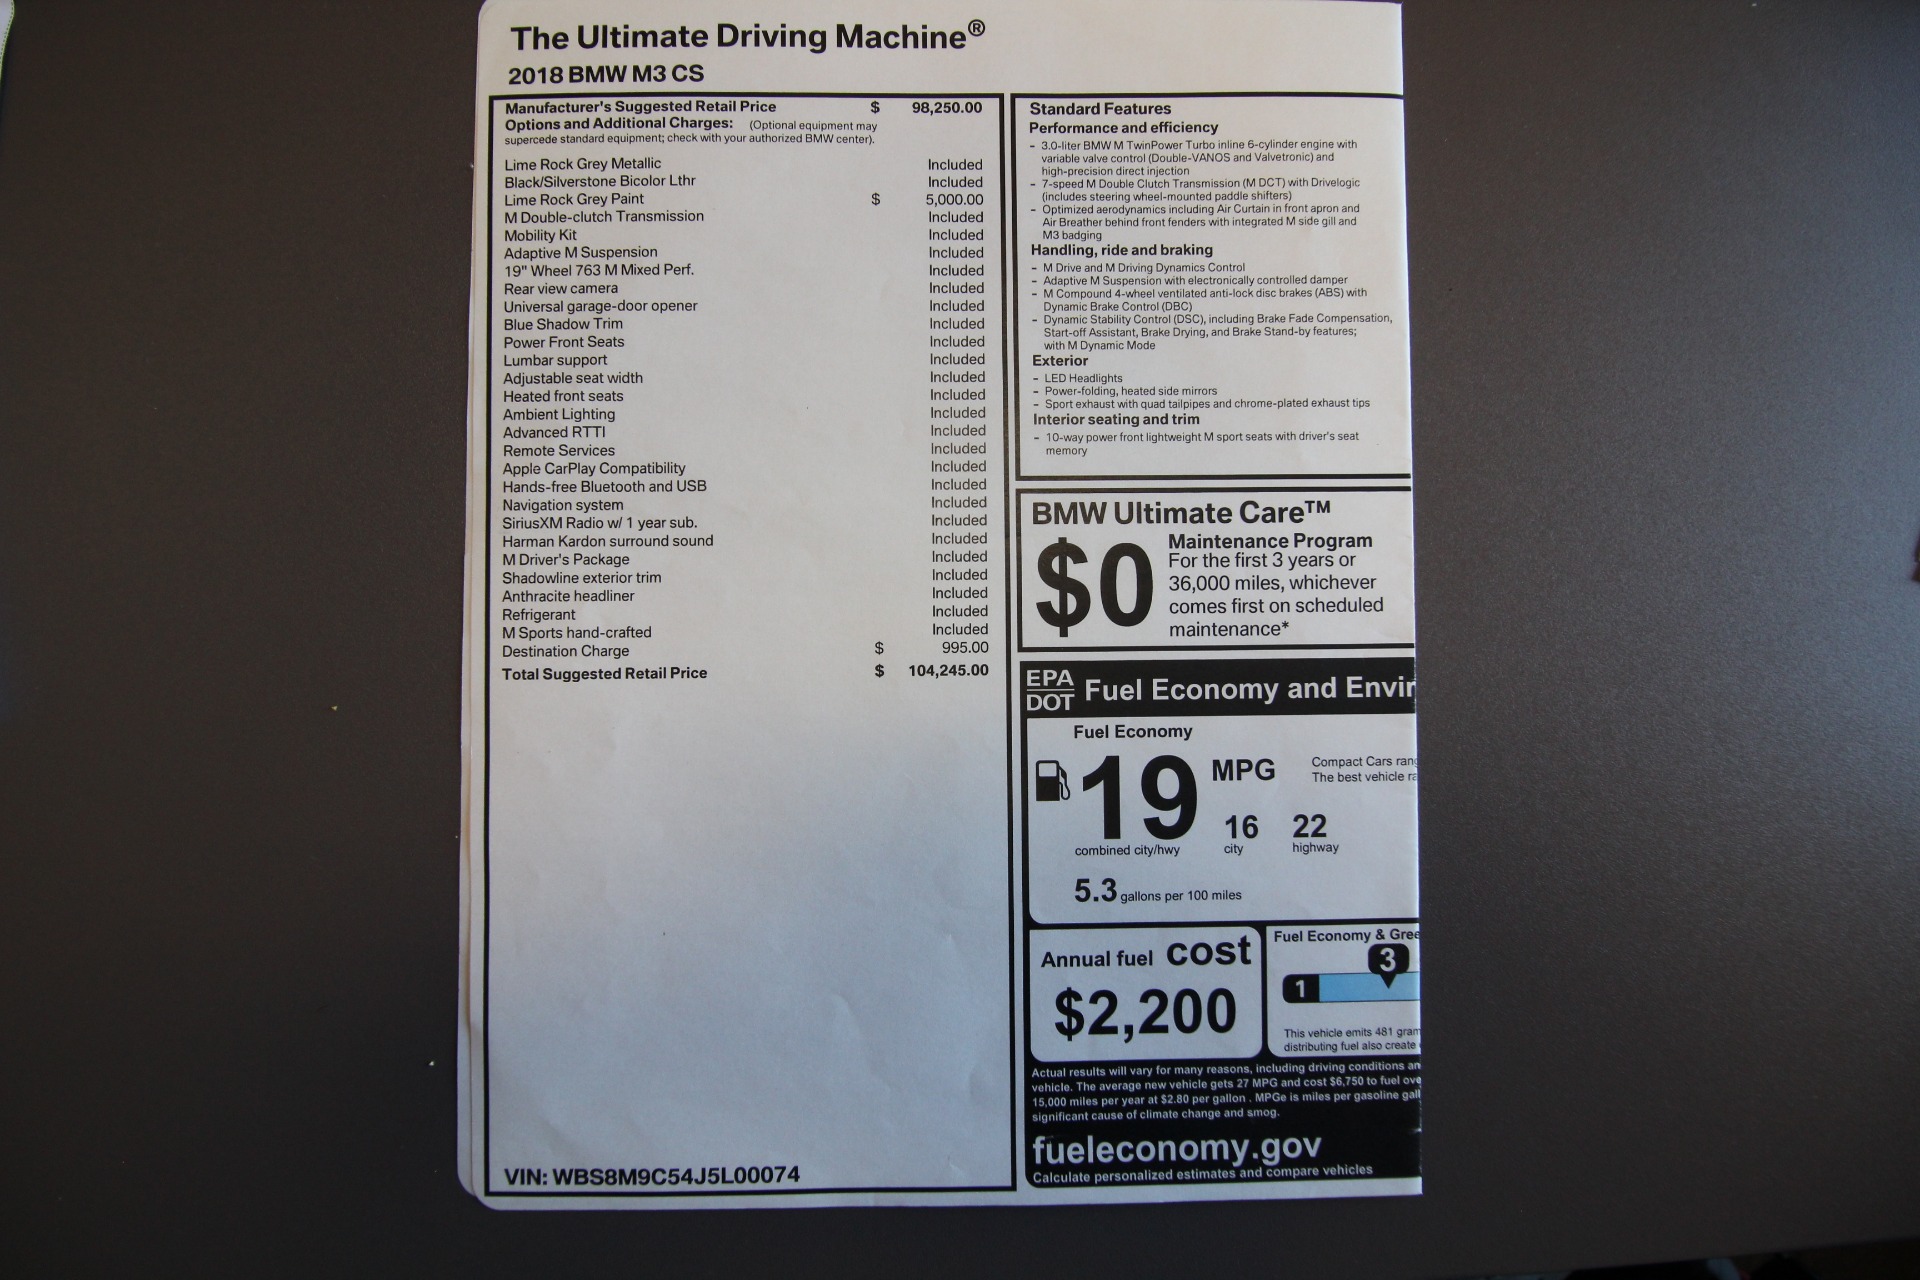 The Ultimate Driving Machine®
2018 BMW M3 CS
Manufacturer's Suggested Retail Price $ 98,250.00
Options and Additional Charges: (Optional equipment may
supercede standard equipment; check with your authorized BMW center).
Lime Rock Grey Metallic Included
Black/Silverstone Bicolor Lthr Included
Lime Rock Grey Paint $ 5,000.00
M Double-clutch Transmission Included
Mobility Kit Included
Adaptive M Suspension Included
19" Wheel 763 M Mixed Perf. Included
Rear view camera Included
Universal garage-door opener Included
Blue Shadow Trim Included
Power Front Seats Included
Lumbar support Included
Adjustable seat width Included
Heated front seats Included
Ambient Lighting Included
Advanced RTTI Included
Remote Services Included
Apple CarPlay Compatibility Included
Hands-free Bluetooth and USB Included
Navigation system Included
SiriusXM Radio w/ 1 year sub. Included
Harman Kardon surround sound Included
M Driver's Package Included
Shadowline exterior trim Included
Anthracite headliner Included
Refrigerant Included
M Sports hand-crafted Included
Destination Charge $ 995.00
Total Suggested Retail Price $ 104,245.00
VIN: WBS8M9C54J5L00074
Standard Features
Performance and efficiency
- 3.0-liter BMW M TwinPower Turbo inline 6-cylinder engine with
variable valve control (Double-VANOS and Valvetronic) and
high-precision direct injection
- 7-speed M Double Clutch Transmission (M DCT) with Drivelogic
(includes steering wheel-mounted paddle shifters)
- Optimized aerodynamics including Air Curtain in front apron and
Air Breather behind front fenders with integrated M side gill and
M3 badging
Handling, ride and braking
- M Drive and M Driving Dynamics Control
- Adaptive M Suspension with electronically controlled damper
- M Compound 4-wheel ventilated anti-lock disc brakes (ABS) with
Dynamic Brake Control (DBC)
- Dynamic Stability Control (DSC), including Brake Fade Compensation,
Start-off Assistant, Brake Drying, and Brake Stand-by features;
with M Dynamic Mode
Exterior
- LED Headlights
- Power-folding, heated side mirrors
- Sport exhaust with quad tailpipes and chrome-plated exhaust tips
Interior seating and trim
- 10-way power front lightweight M sport seats with driver's seat
memory
BMW Ultimate Care™
$0
Maintenance Program
For the first 3 years or
36,000 miles, whichever
comes first on scheduled
maintenance*
EPA
DOT
Fuel Economy and Envir
Fuel Economy
19 MPG
Compact Cars rang
The best vehicle ra
16 22
combined city/hwy city highway
5.3 gallons per 100 miles
Annual fuel cost
$2,200
Fuel Economy & Gree
3
1
This vehicle emits 481 gram
distributing fuel also create
Actual results will vary for many reasons, including driving conditions an
vehicle. The average new vehicle gets 27 MPG and cost $6,750 to fuel ove
15,000 miles per year at $2.80 per gallon . MPGe is miles per gasoline gall
significant cause of climate change and smog.
fueleconomy.gov
Calculate personalized estimates and compare vehicles